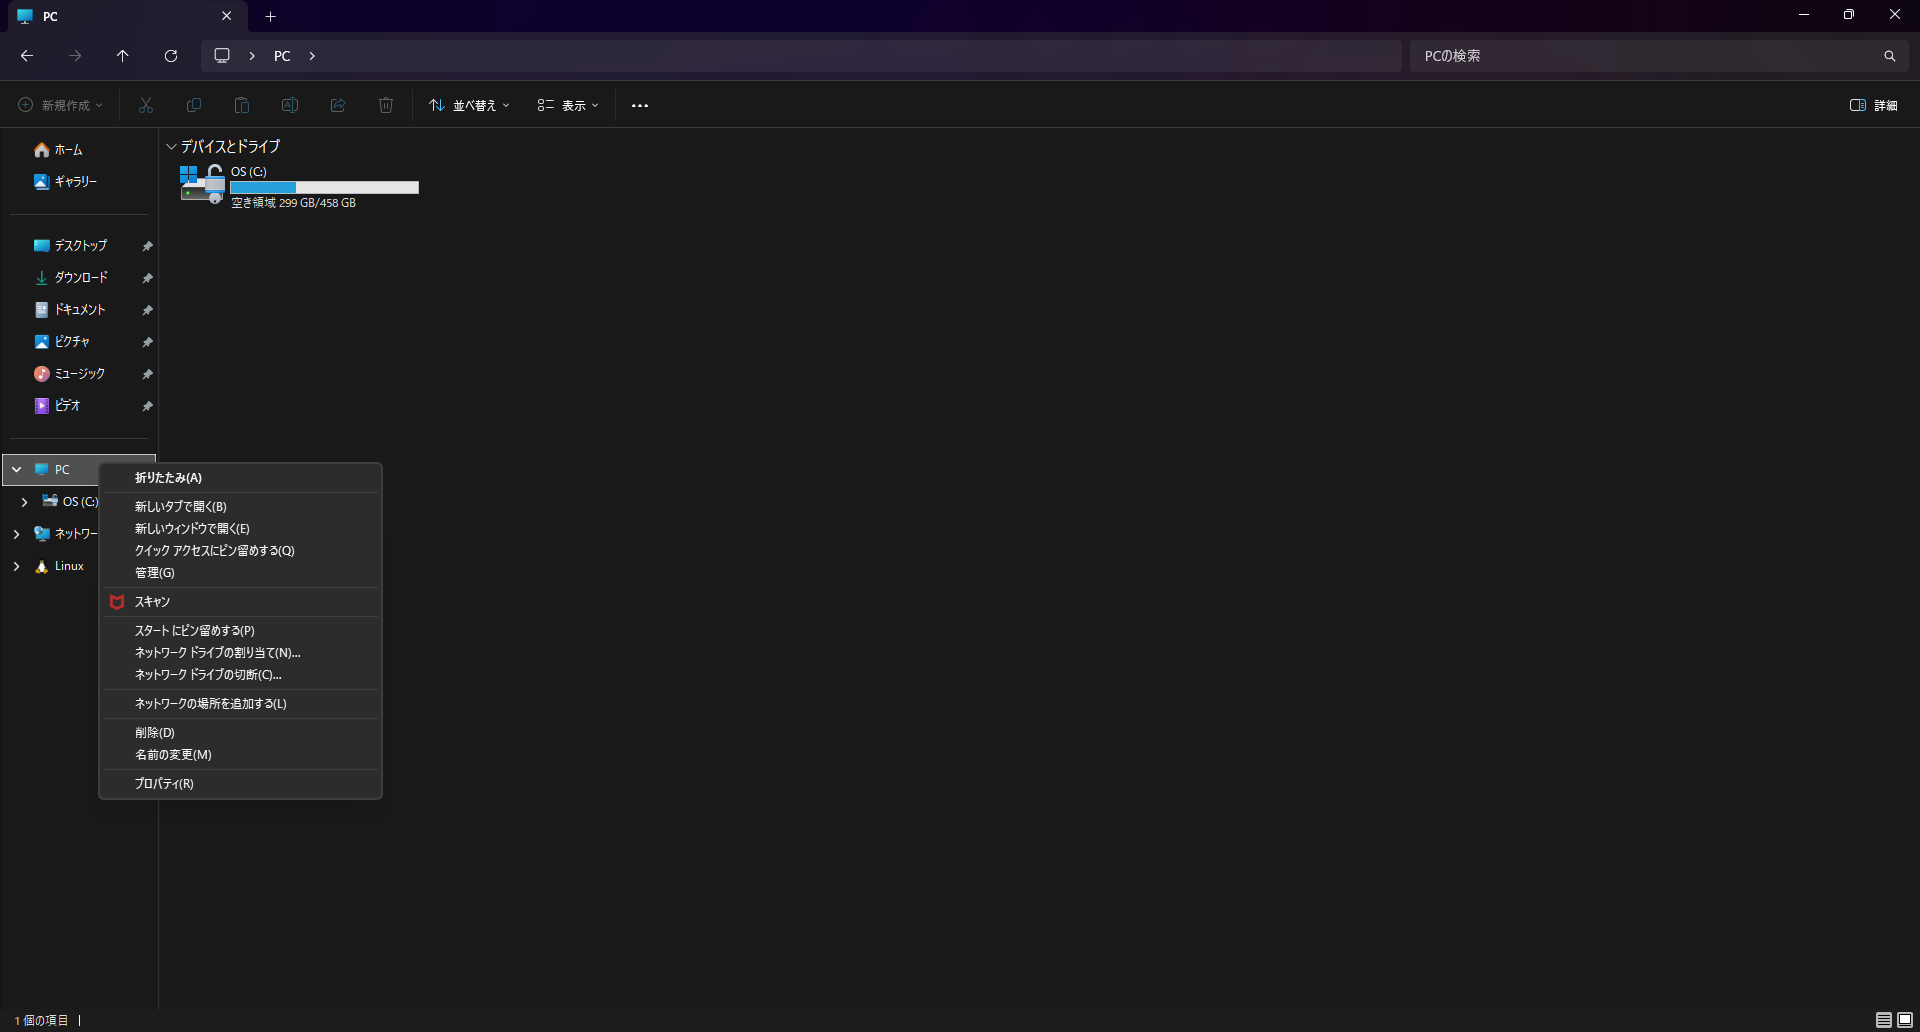 PC
PC
PCの検索
新規作成
並べ替え
表示
詳細
ホーム
ギャラリー
デスクトップ
ダウンロード
ドキュメント
ピクチャ
ミュージック
ビデオ
PC
OS (C:)
ネットワー
Linux
デバイスとドライブ
OS (C:)
空き領域 299 GB/458 GB
折りたたみ(A)
新しいタブで開く(B)
新しいウィンドウで開く(E)
クイック アクセスにピン留めする(Q)
管理(G)
スキャン
スタート にピン留めする(P)
ネットワーク ドライブの割り当て(N)...
ネットワーク ドライブの切断(C)...
ネットワークの場所を追加する(L)
削除(D)
名前の変更(M)
プロパティ(R)
1 個の項目